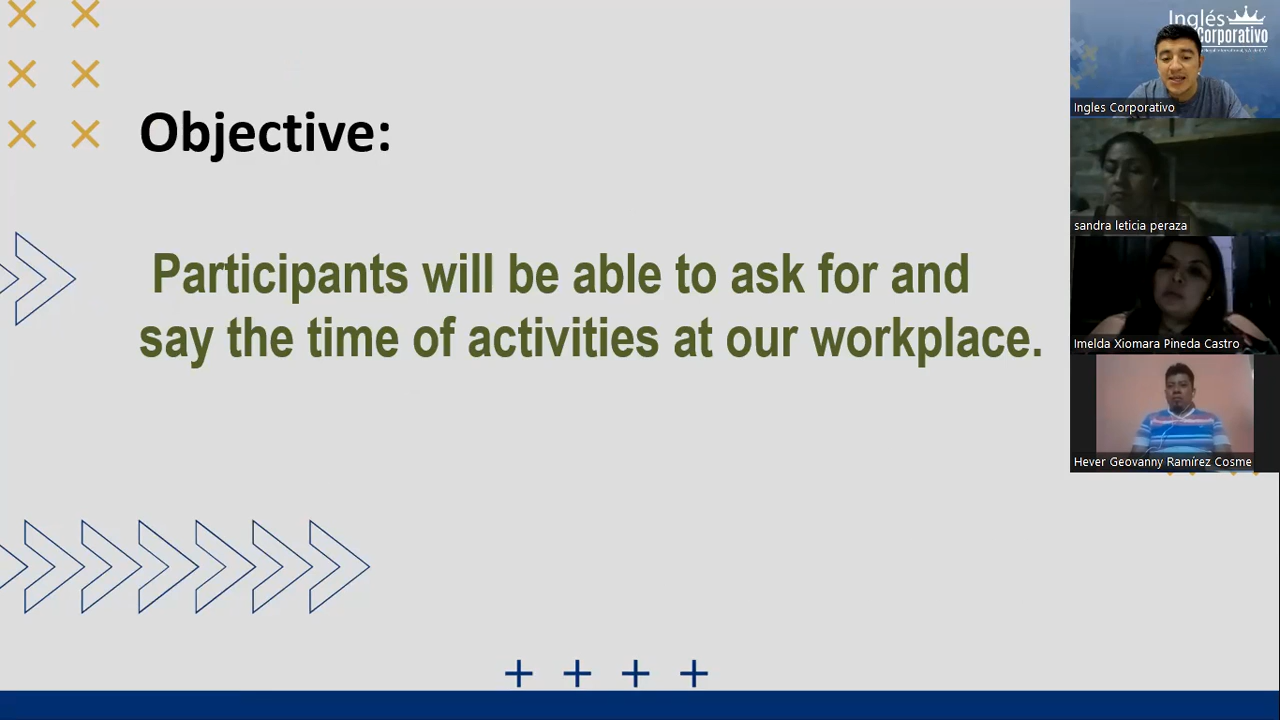 Objective:
Participants will be able to ask for and
say the time of activities at our workplace.
Inglés
Corporativo
Ingles Corporativo
sandra leticia peraza
Imelda Xiomara Pineda Castro
Hever Geovanny Ramírez Cosme